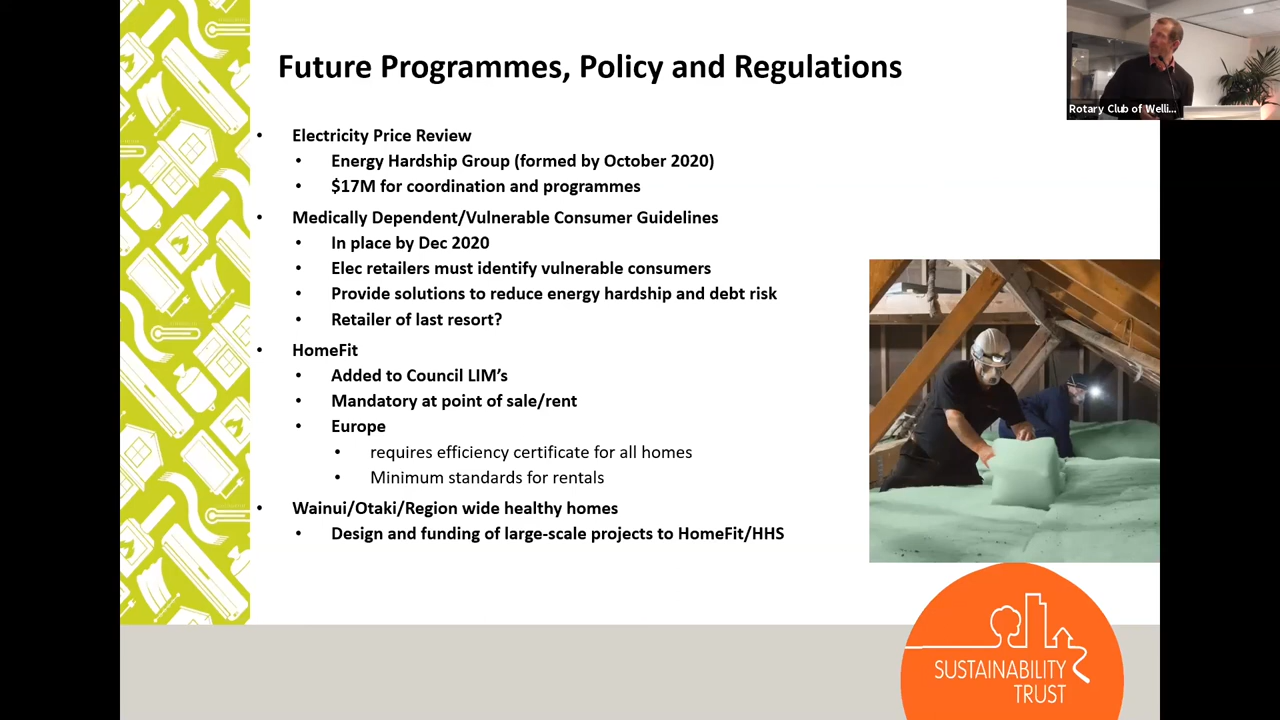 Future Programmes, Policy and Regulations
Rotary Club of Welli...
• Electricity Price Review
• Energy Hardship Group (formed by October 2020)
• $17M for coordination and programmes
• Medically Dependent/Vulnerable Consumer Guidelines
• In place by Dec 2020
• Elec retailers must identify vulnerable consumers
• Provide solutions to reduce energy hardship and debt risk
• Retailer of last resort?
• HomeFit
• Added to Council LIM's
• Mandatory at point of sale/rent
• Europe
• requires efficiency certificate for all homes
• Minimum standards for rentals
• Wainui/Otaki/Region wide healthy homes
• Design and funding of large-scale projects to HomeFit/HHS
SUSTAINABILITY
TRUST